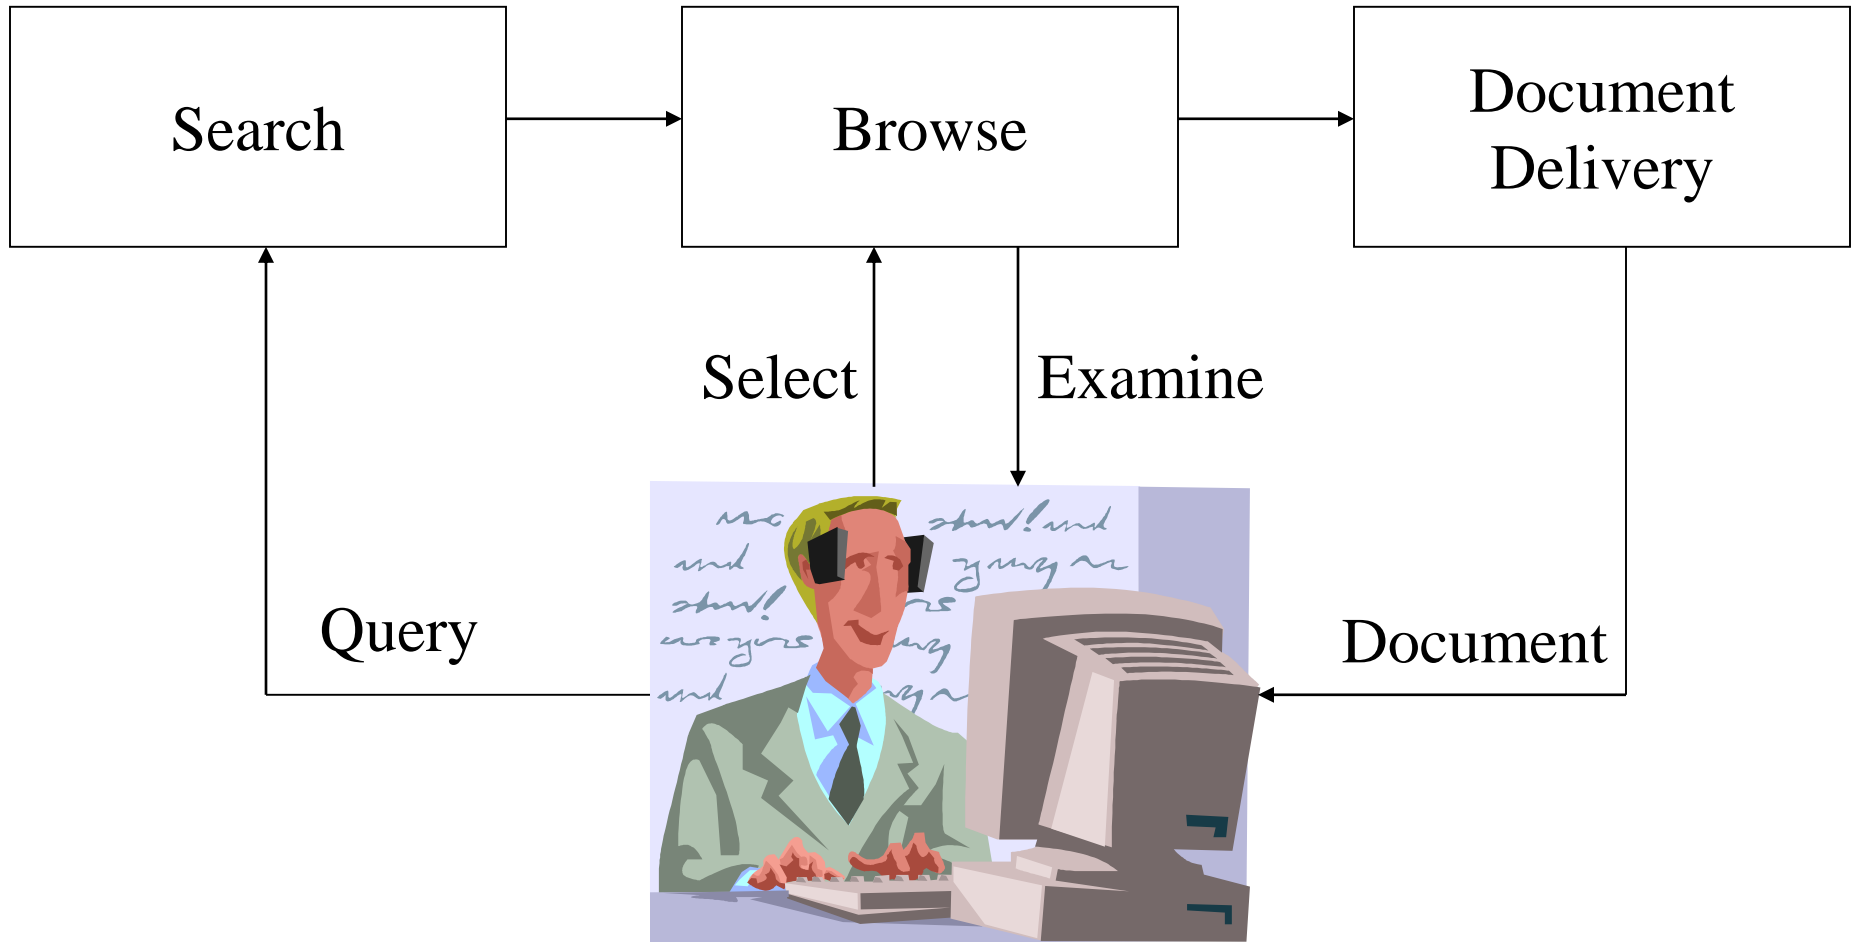 Search
Browse
Document
Delivery
Select
Examine
Query
Document